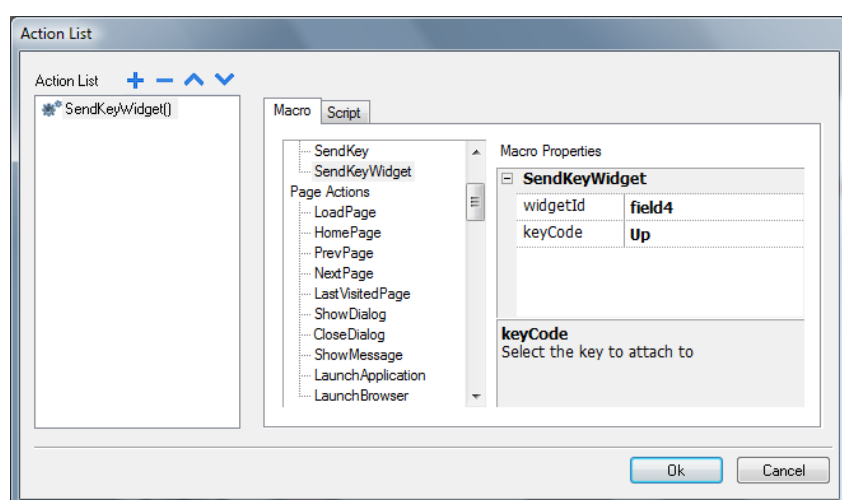 Action List
Action List
SendKeyWidget()
Macro
Script
SendKey
SendKeyWidget
Page Actions
LoadPage
HomePage
PrevPage
NextPage
LastVisitedPage
ShowDialog
CloseDialog
ShowMessage
LaunchApplication
LaunchBrowser
Macro Properties
SendKeyWidget
widgetId field4
keyCode Up
keyCode
Select the key to attach to
Ok
Cancel